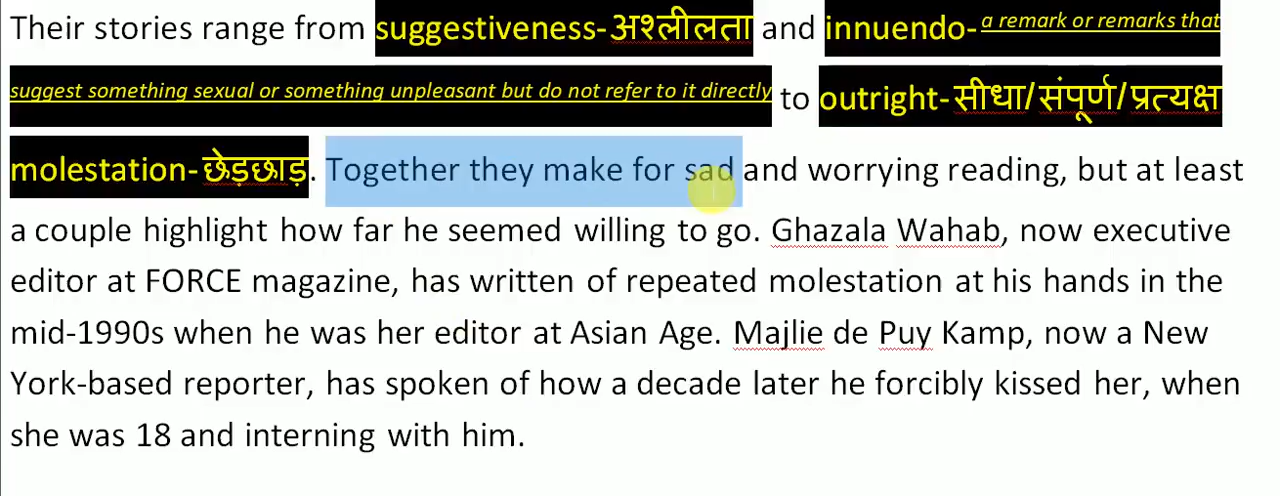 Their stories range from suggestiveness-अश्लीलता and innuendo- a remark or remarks that
suggest something sexual or something unpleasant but do not refer to it directly to outright-सीधा/संपूर्ण/प्रत्यक्ष
molestation-छेड़छाड़. Together they make for sad and worrying reading, but at least
a couple highlight how far he seemed willing to go. Ghazala Wahab, now executive
editor at FORCE magazine, has written of repeated molestation at his hands in the
mid-1990s when he was her editor at Asian Age. Majlie de Puy Kamp, now a New
York-based reporter, has spoken of how a decade later he forcibly kissed her, when
she was 18 and interning with him.